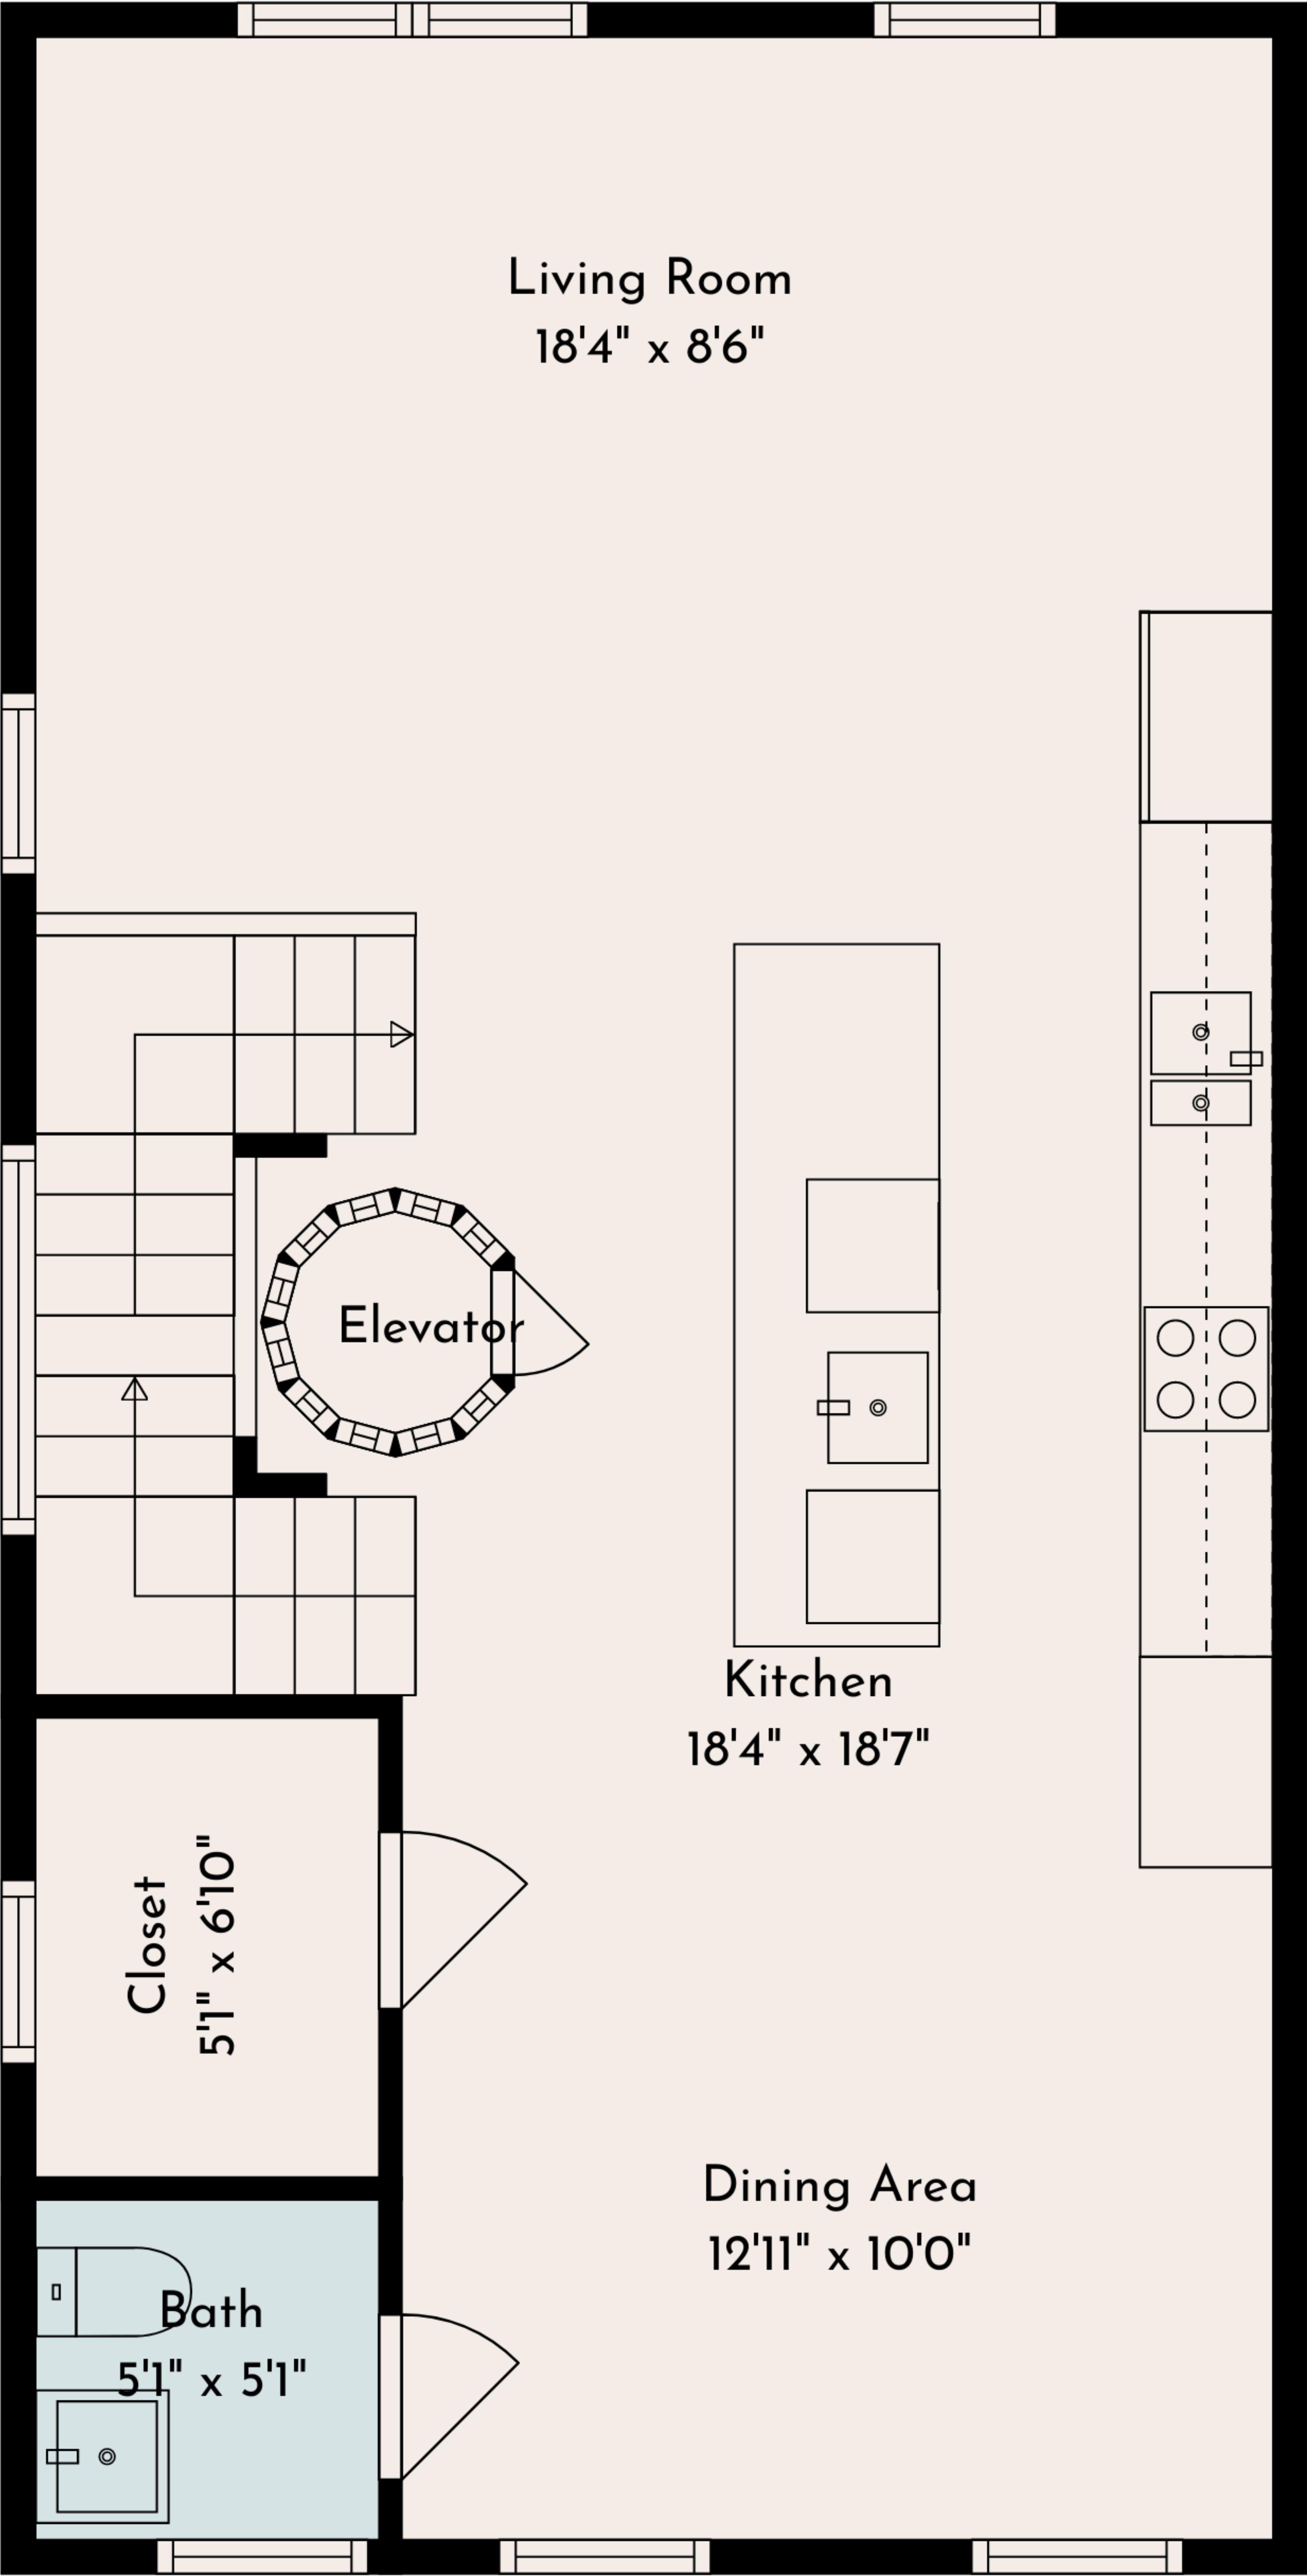 Living Room
18'4" x 8'6"
Elevator
Kitchen
18'4" x 18'7"
Closet
5'1" x 6'10"
Dining Area
12'11" x 10'0"
Bath
5'1" x 5'1"